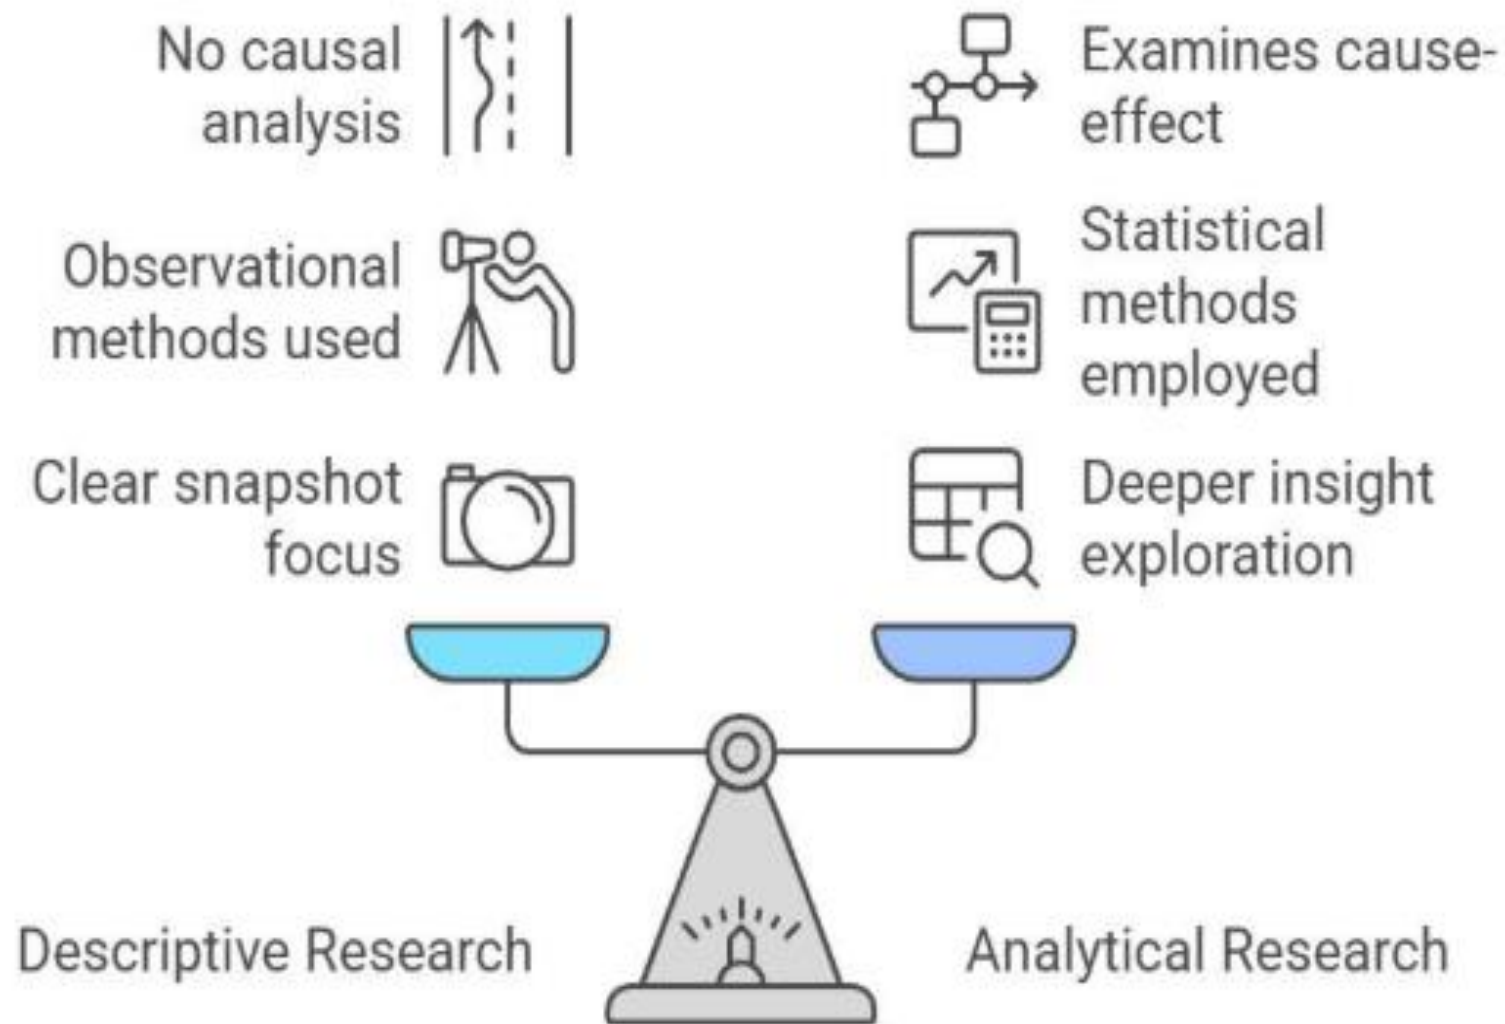 No causal
analysis
Observational
methods used
Clear snapshot
focus
Examines cause-
effect
Statistical
methods
employed
Deeper insight
exploration
Descriptive Research
Analytical Research